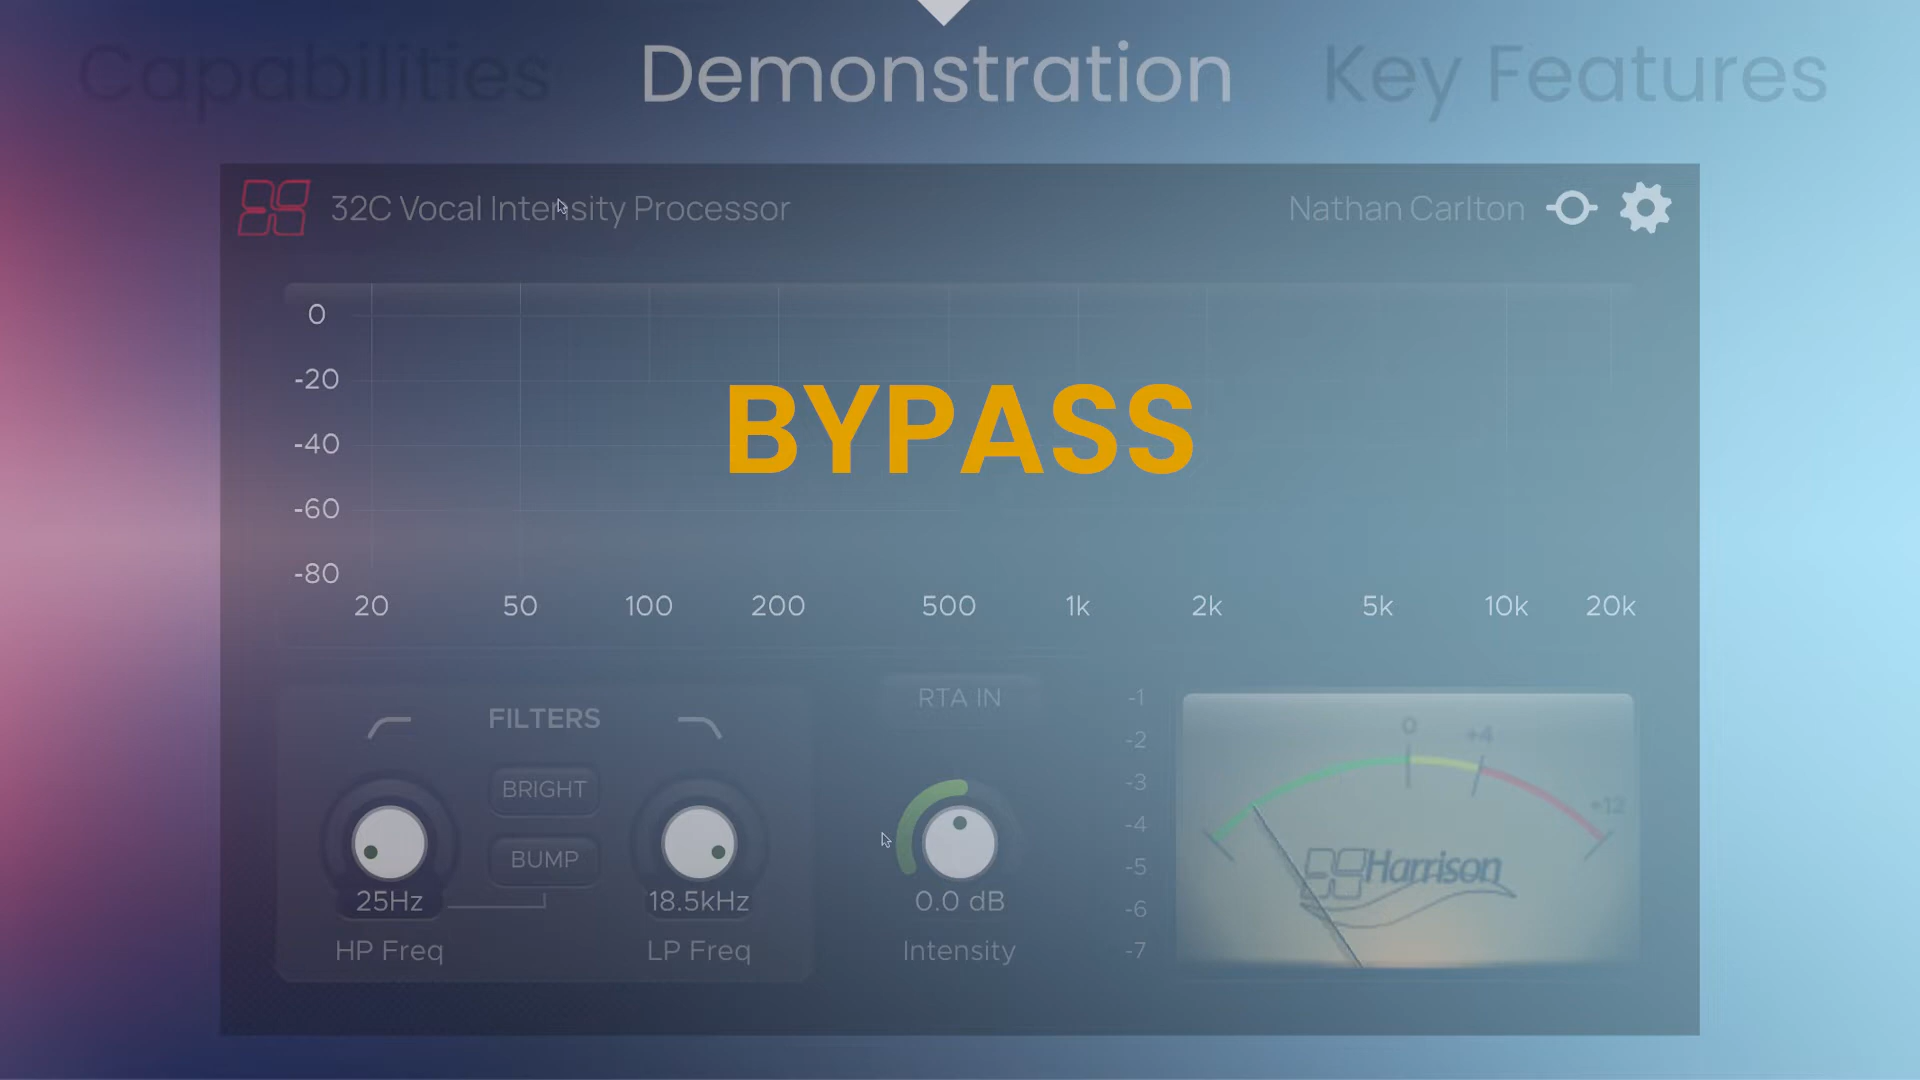 Capabilities Demonstration Key Features
32C Vocal Intensity Processor Nathan Carlton
0
-20
BYPASS
-40
-60
-80
20 50 100 200 500 1k 2k 5k 10k 20k
FILTERS
BRIGHT
BUMP
25Hz 18.5kHz
HP Freq LP Freq
RTA IN
0.0 dB
Intensity
-1
-2
-3
-4
-5
-6
-7
0 +4 +12
Harrison